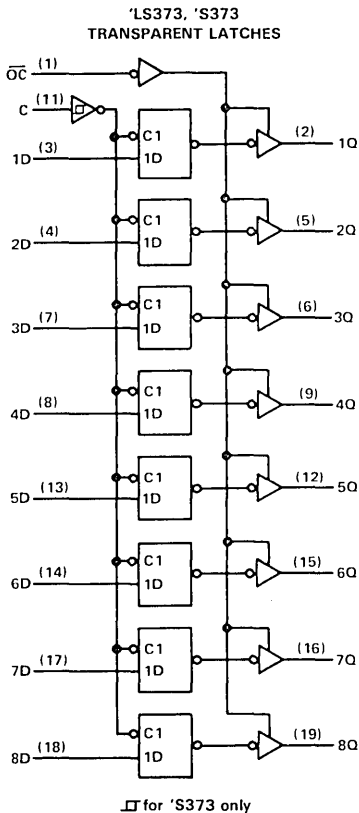 'LS373, 'S373
TRANSPARENT LATCHES
OC (1)
C (11)
C1 (2) 1Q
1D (3) 1D
C1 (5) 2Q
2D (4) 1D
C1 (6) 3Q
3D (7) 1D
C1 (9) 4Q
4D (8) 1D
C1 (12) 5Q
5D (13) 1D
C1 (15) 6Q
6D (14) 1D
C1 (16) 7Q
7D (17) 1D
C1 (19) 8Q
8D (18) 1D
for 'S373 only